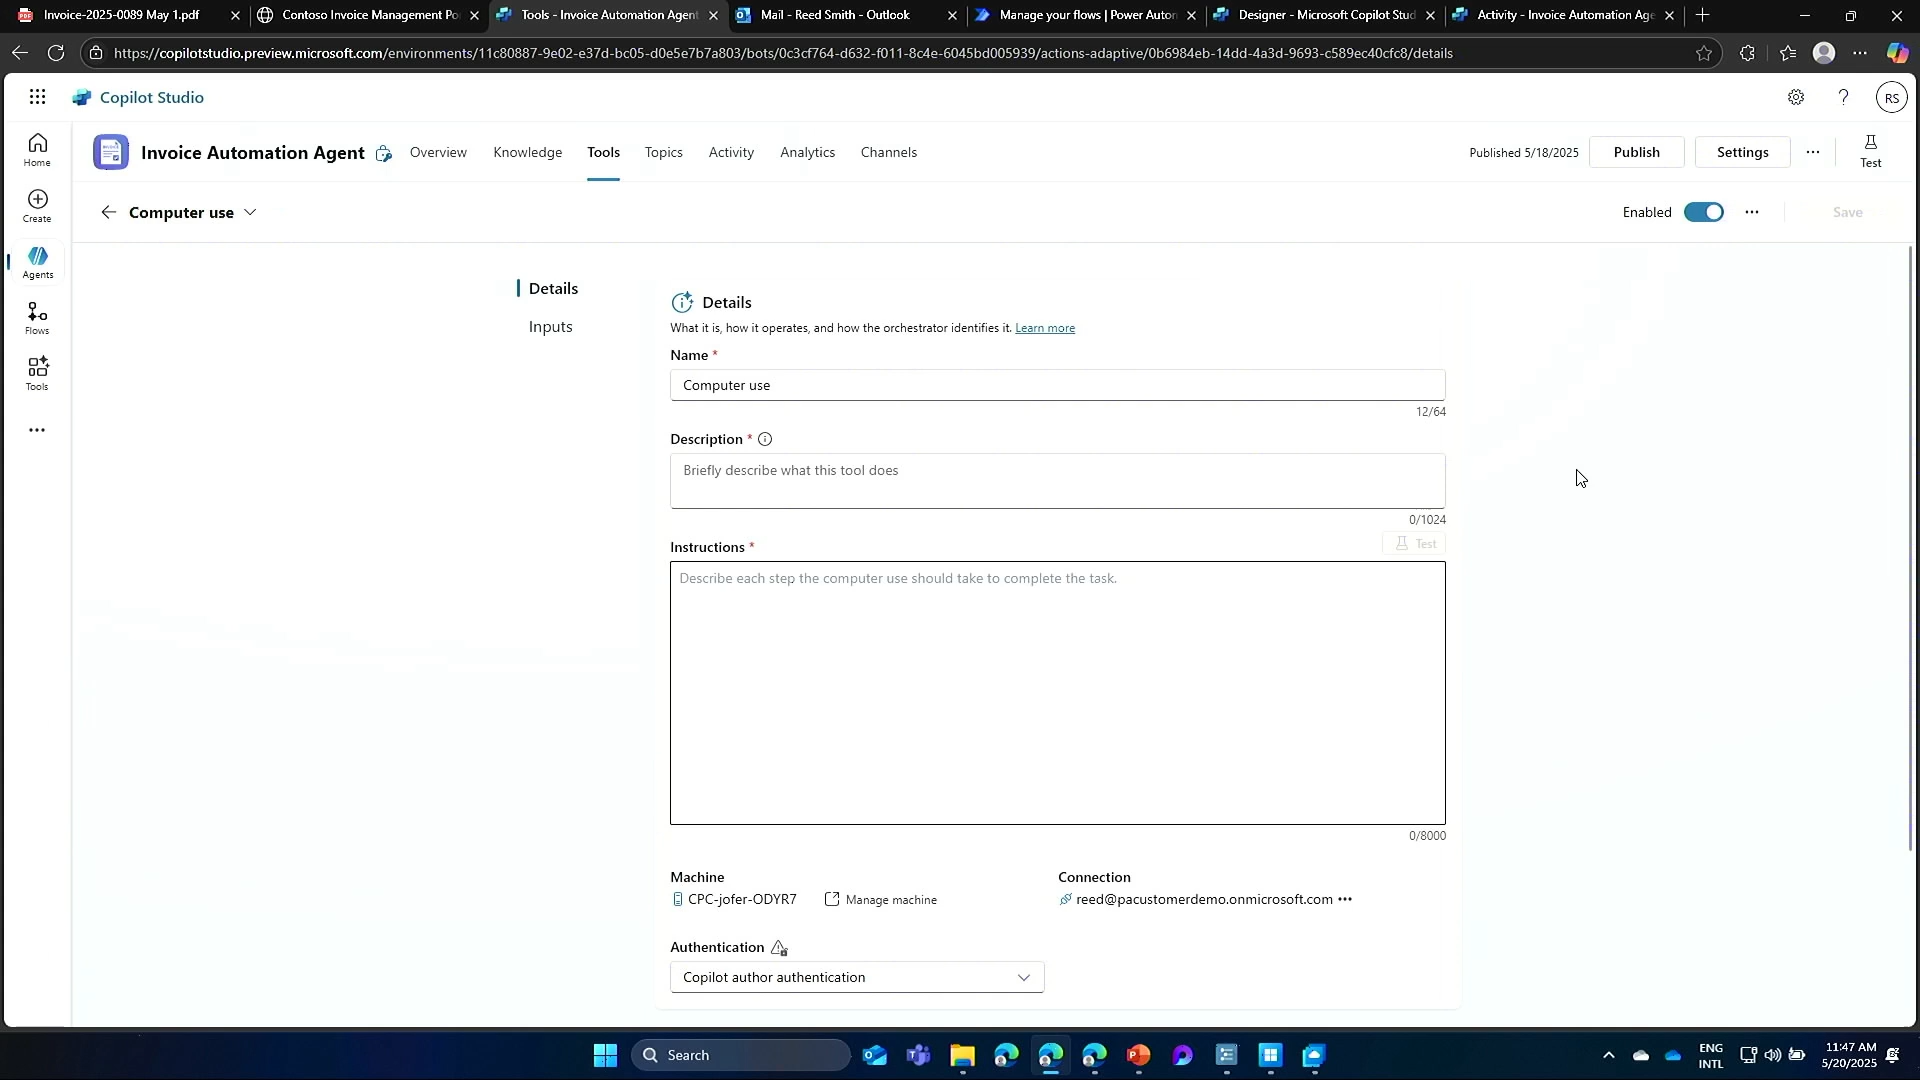 Invoice-2025-0089 May 1.pdf
Contoso Invoice Management Po
Tools - Invoice Automation Agent
Mail - Reed Smith - Outlook
Manage your flows | Power Autom
Designer - Microsoft Copilot Stud
Activity - Invoice Automation Age
https://copilotstudio.preview.microsoft.com/environments/11c80887-9e02-e37d-bc05-d0e5e7b7a803/bots/0c3cf764-d632-f011-8c4e-6045bd005939/actions-adaptive/0b6984eb-14dd-4a3d-9693-c589ec40cfc8/details
Copilot Studio
RS
Home
Create
Agents
Flows
Tools
Invoice Automation Agent
Overview
Knowledge
Tools
Topics
Activity
Analytics
Channels
Published 5/18/2025
Publish
Settings
Test
Computer use
Enabled
Save
Details
Inputs
Details
What it is, how it operates, and how the orchestrator identifies it. Learn more
Name *
Computer use
12/64
Description *
Briefly describe what this tool does
0/1024
Instructions *
Test
Describe each step the computer use should take to complete the task.
0/8000
Machine
CPC-jofer-ODYR7
Manage machine
Connection
reed@pacustomerdemo.onmicrosoft.com
Authentication
Copilot author authentication
Search
ENG
INTL
11:47 AM
5/20/2025